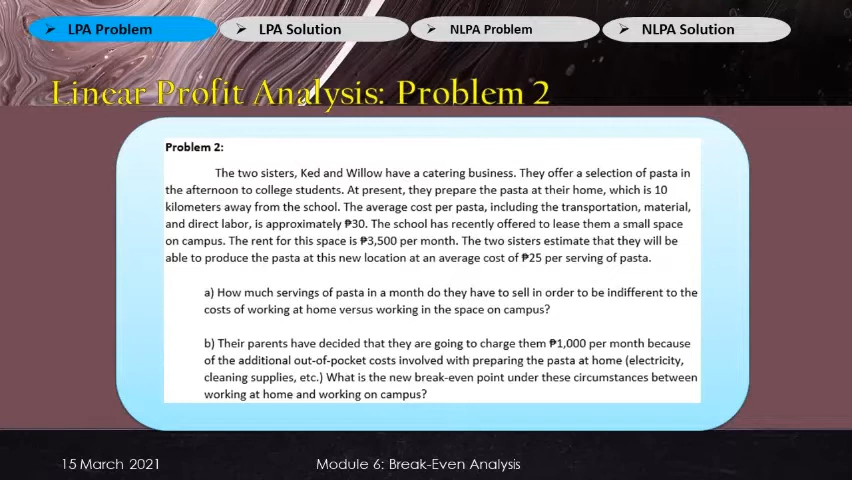 LPA Problem
LPA Solution
NLPA Problem
NLPA Solution
Linear Profit Analysis: Problem 2
Problem 2:
The two sisters, Ked and Willow have a catering business. They offer a selection of pasta in
the afternoon to college students. At present, they prepare the pasta at their home, which is 10
kilometers away from the school. The average cost per pasta, including the transportation, material,
and direct labor, is approximately ₱30. The school has recently offered to lease them a small space
on campus. The rent for this space is ₱3,500 per month. The two sisters estimate that they will be
able to produce the pasta at this new location at an average cost of ₱25 per serving of pasta.
a) How much servings of pasta in a month do they have to sell in order to be indifferent to the
costs of working at home versus working in the space on campus?
b) Their parents have decided that they are going to charge them ₱1,000 per month because
of the additional out-of-pocket costs involved with preparing the pasta at home (electricity,
cleaning supplies, etc.) What is the new break-even point under these circumstances between
working at home and working on campus?
15 March 2021
Module 6: Break-Even Analysis